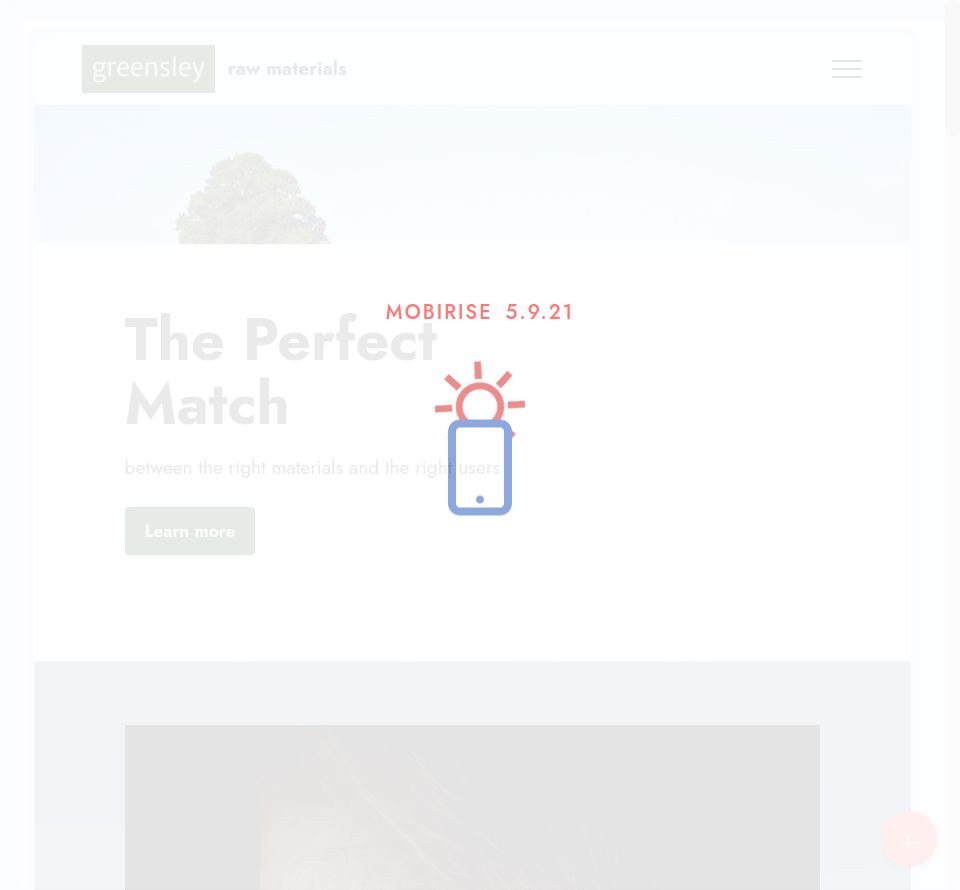 greensley
raw materials
MOBIRISE 5.9.21
The Perfect
Match
between the right materials and the right users
Learn more